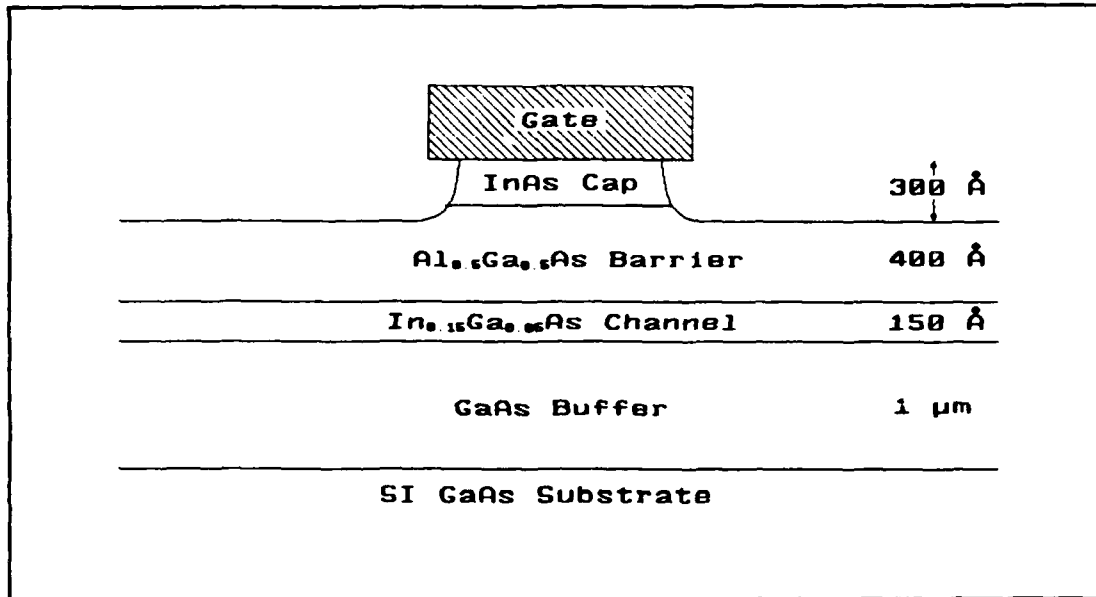 Gate
InAs Cap 300 Å
Al₀.₅Ga₀.₅As Barrier 400 Å
In₀.₁₅Ga₀.₈₅As Channel 150 Å
GaAs Buffer 1 µm
SI GaAs Substrate